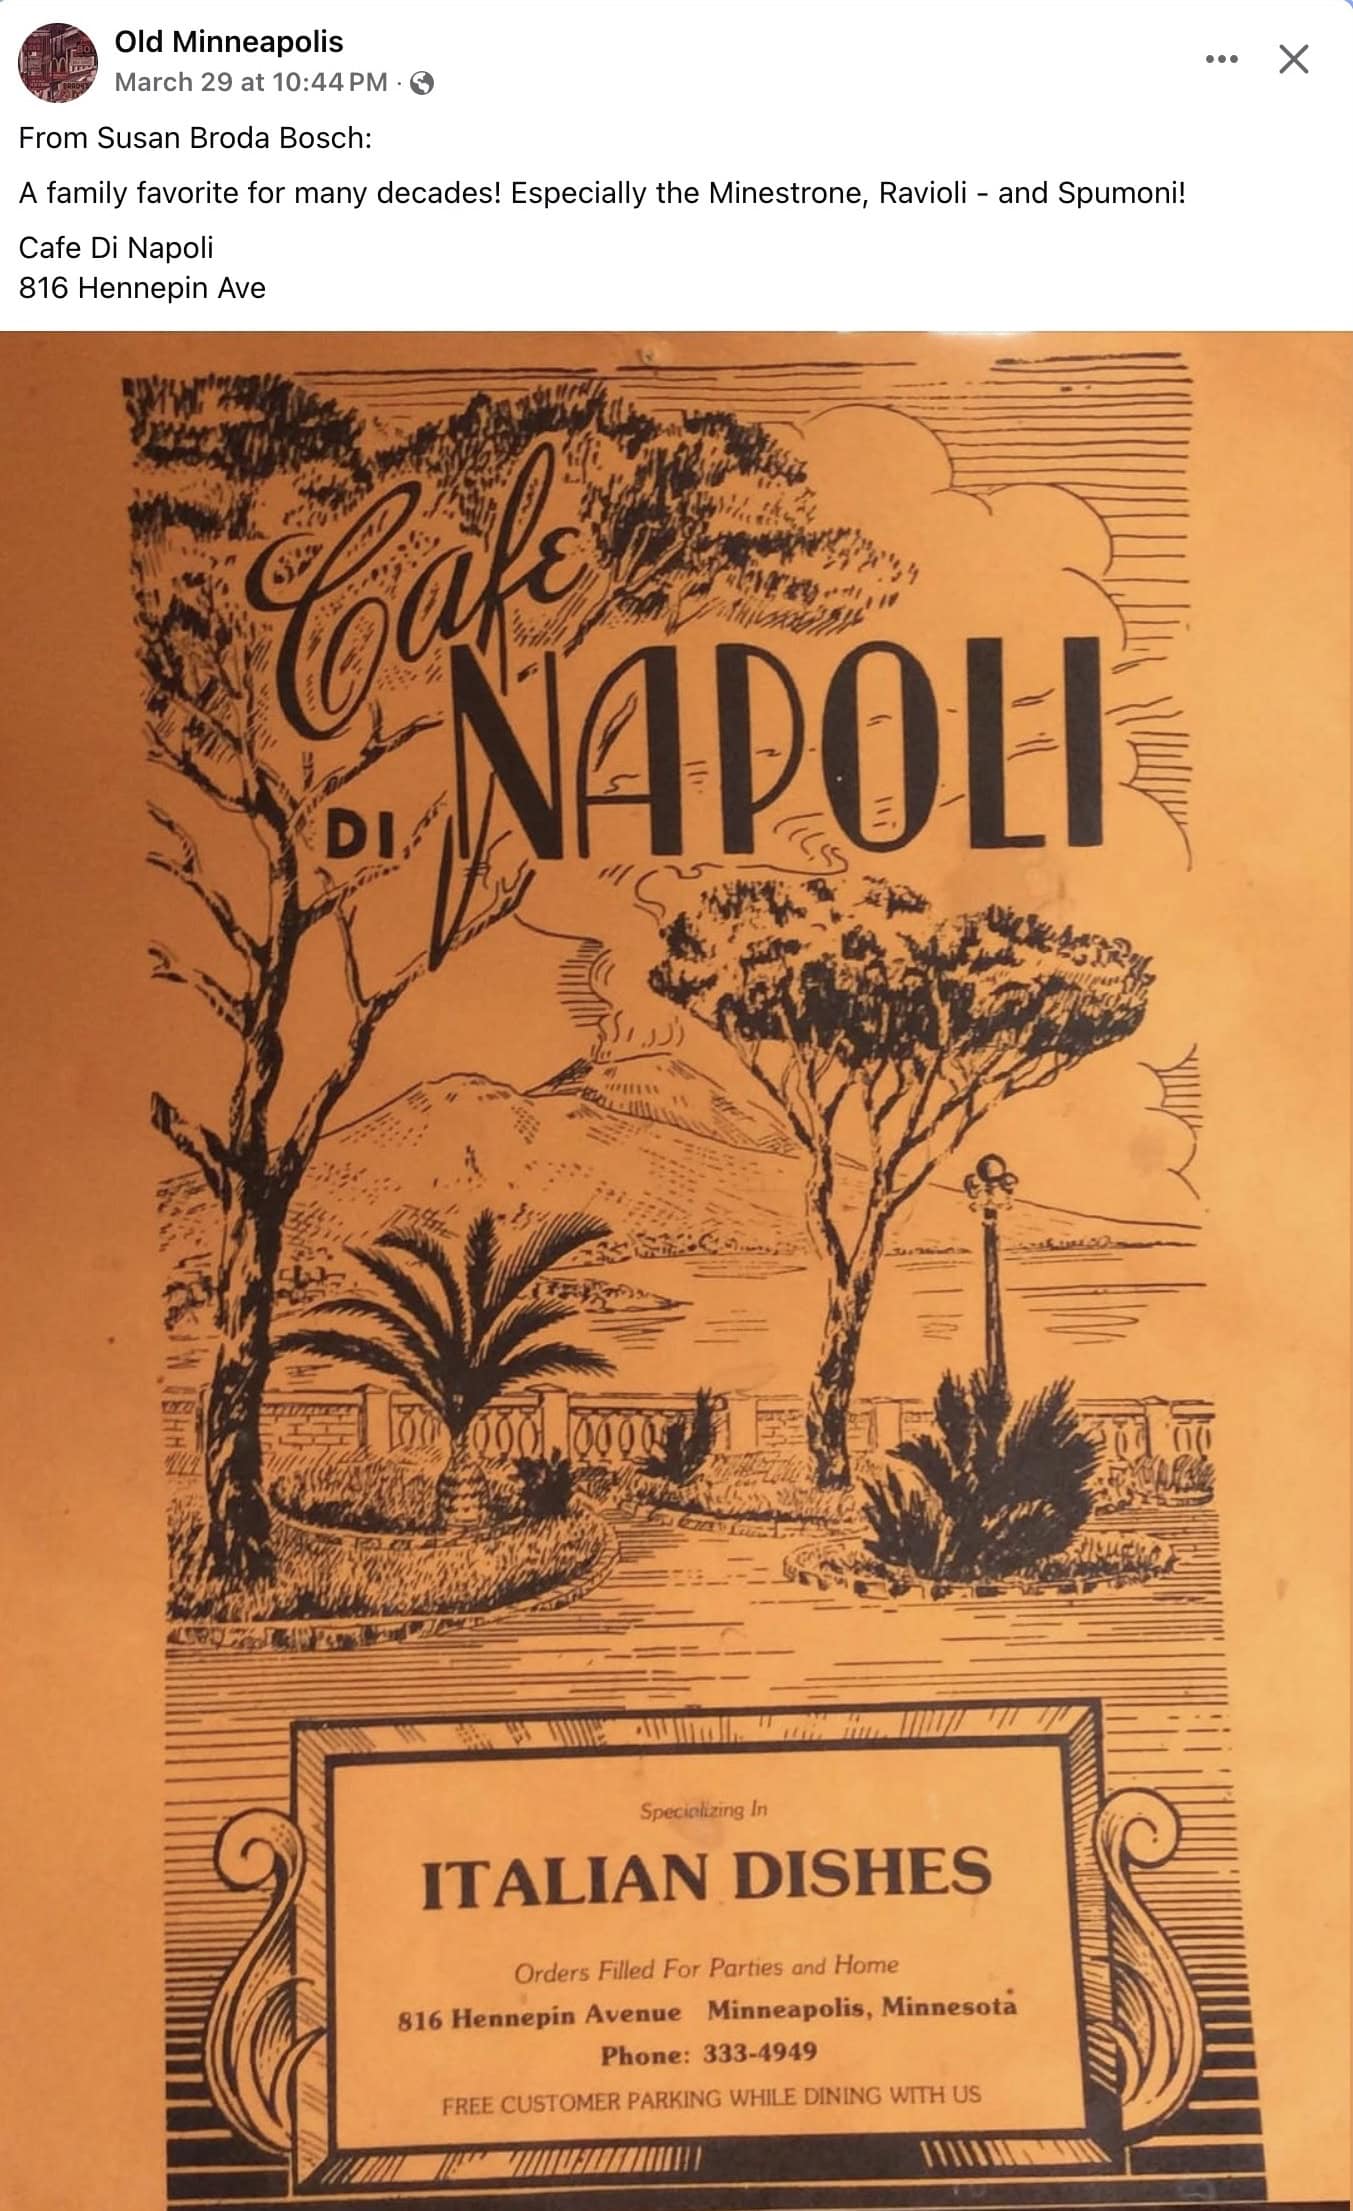 Old Minneapolis
March 29 at 10:44 PM ·
From Susan Broda Bosch:
A family favorite for many decades! Especially the Minestrone, Ravioli - and Spumoni!
Cafe Di Napoli
816 Hennepin Ave
Cafe
DI NAPOLI
Specializing In
ITALIAN DISHES
Orders Filled For Parties and Home
816 Hennepin Avenue Minneapolis, Minnesota
Phone: 333-4949
FREE CUSTOMER PARKING WHILE DINING WITH US